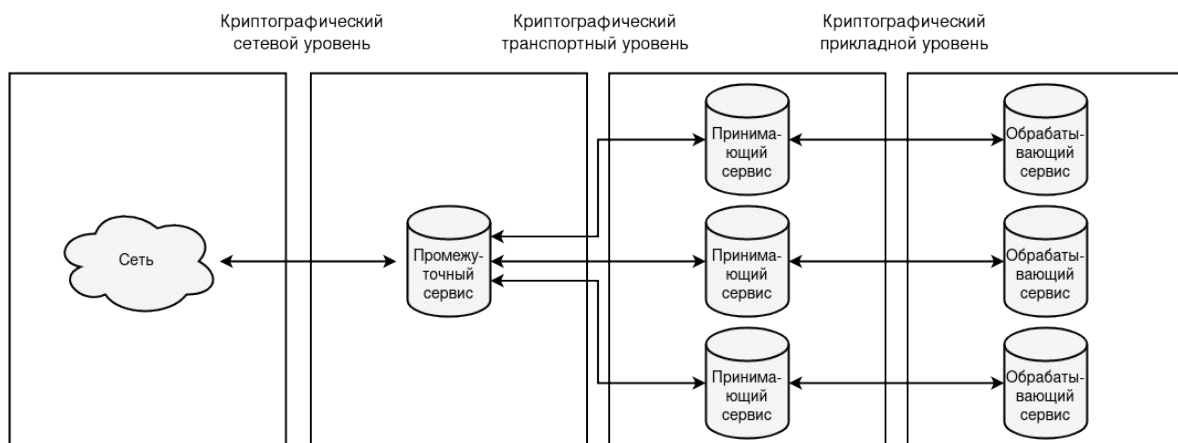 Криптографический
сетевой уровень
Криптографический
транспортный уровень
Криптографический
прикладной уровень
Сеть
Промежу-
точный
сервис
Принима-
ющий
сервис
Обрабаты-
вающий
сервис
Принима-
ющий
сервис
Обрабаты-
вающий
сервис
Принима-
ющий
сервис
Обрабаты-
вающий
сервис